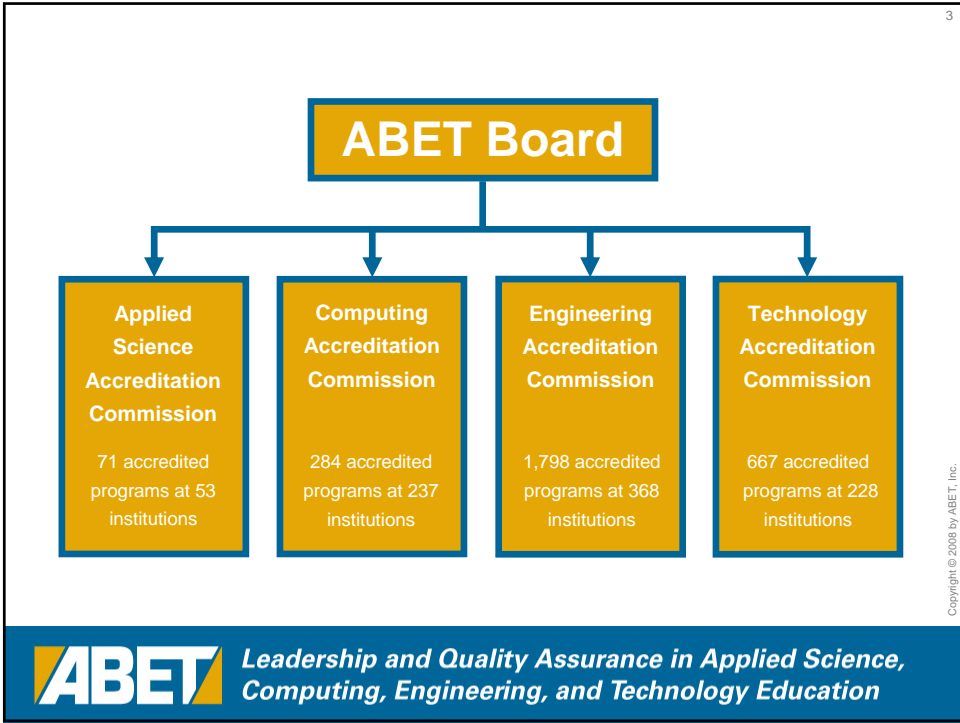 3
ABET Board
Applied
Science
Accreditation
Commission
71 accredited
programs at 53
institutions
Computing
Accreditation
Commission
284 accredited
programs at 237
institutions
Engineering
Accreditation
Commission
1,798 accredited
programs at 368
institutions
Technology
Accreditation
Commission
667 accredited
programs at 228
institutions
Copyright © 2008 by ABET, Inc.
ABET
Leadership and Quality Assurance in Applied Science,
Computing, Engineering, and Technology Education